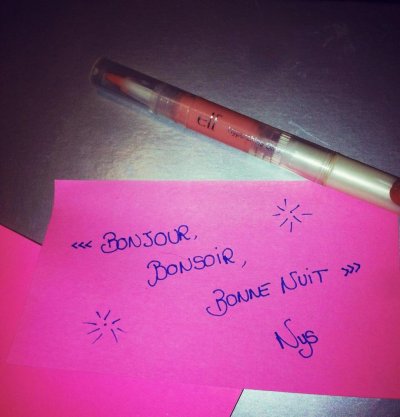 e.l.f.
<<< BONJOUR,
BONSOIR,
BONNE NUIT >>>
Nys